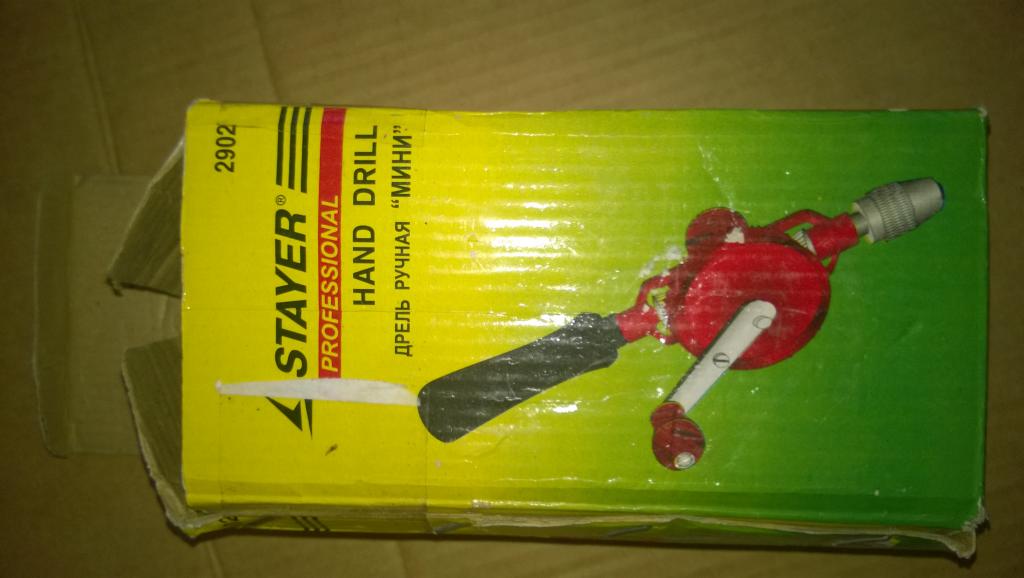 2902
STAYER®
PROFESSIONAL
HAND DRILL
ДРЕЛЬ РУЧНАЯ "МИНИ"